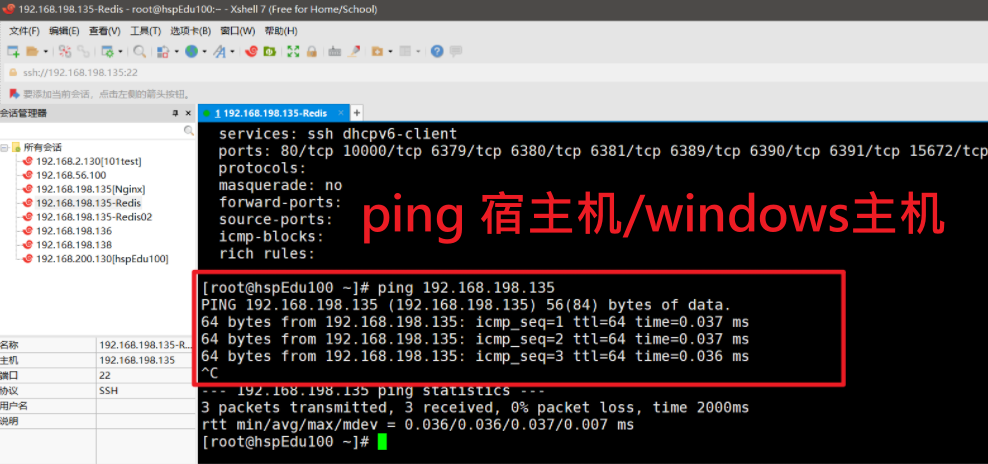 192.168.198.135-Redis - root@hspEdu100:~ - Xshell 7 (Free for Home/School)
文件(F) 编辑(E) 查看(V) 工具(T) 选项卡(B) 窗口(W) 帮助(H)
ssh://192.168.198.135:22
要添加当前会话，点击左侧的箭头按钮。
会话管理器
所有会话
192.168.2.130[101test]
192.168.56.100
192.168.198.135[Nginx]
192.168.198.135-Redis
192.168.198.135-Redis02
192.168.198.136
192.168.198.138
192.168.200.130[hspEdu100]
名称 192.168.198.135-R...
主机 192.168.198.135
端口 22
协议 SSH
用户名
说明
1 192.168.198.135-Redis
services: ssh dhcpv6-client
ports: 80/tcp 10000/tcp 6379/tcp 6380/tcp 6381/tcp 6389/tcp 6390/tcp 6391/tcp 15672/tcp
protocols:
masquerade: no
forward-ports:
source-ports:
icmp-blocks:
rich rules:
ping 宿主机/windows主机
[root@hspEdu100 ~]# ping 192.168.198.135
PING 192.168.198.135 (192.168.198.135) 56(84) bytes of data.
64 bytes from 192.168.198.135: icmp_seq=1 ttl=64 time=0.037 ms
64 bytes from 192.168.198.135: icmp_seq=2 ttl=64 time=0.037 ms
64 bytes from 192.168.198.135: icmp_seq=3 ttl=64 time=0.036 ms
^C
--- 192.168.198.135 ping statistics ---
3 packets transmitted, 3 received, 0% packet loss, time 2000ms
rtt min/avg/max/mdev = 0.036/0.036/0.037/0.007 ms
[root@hspEdu100 ~]#